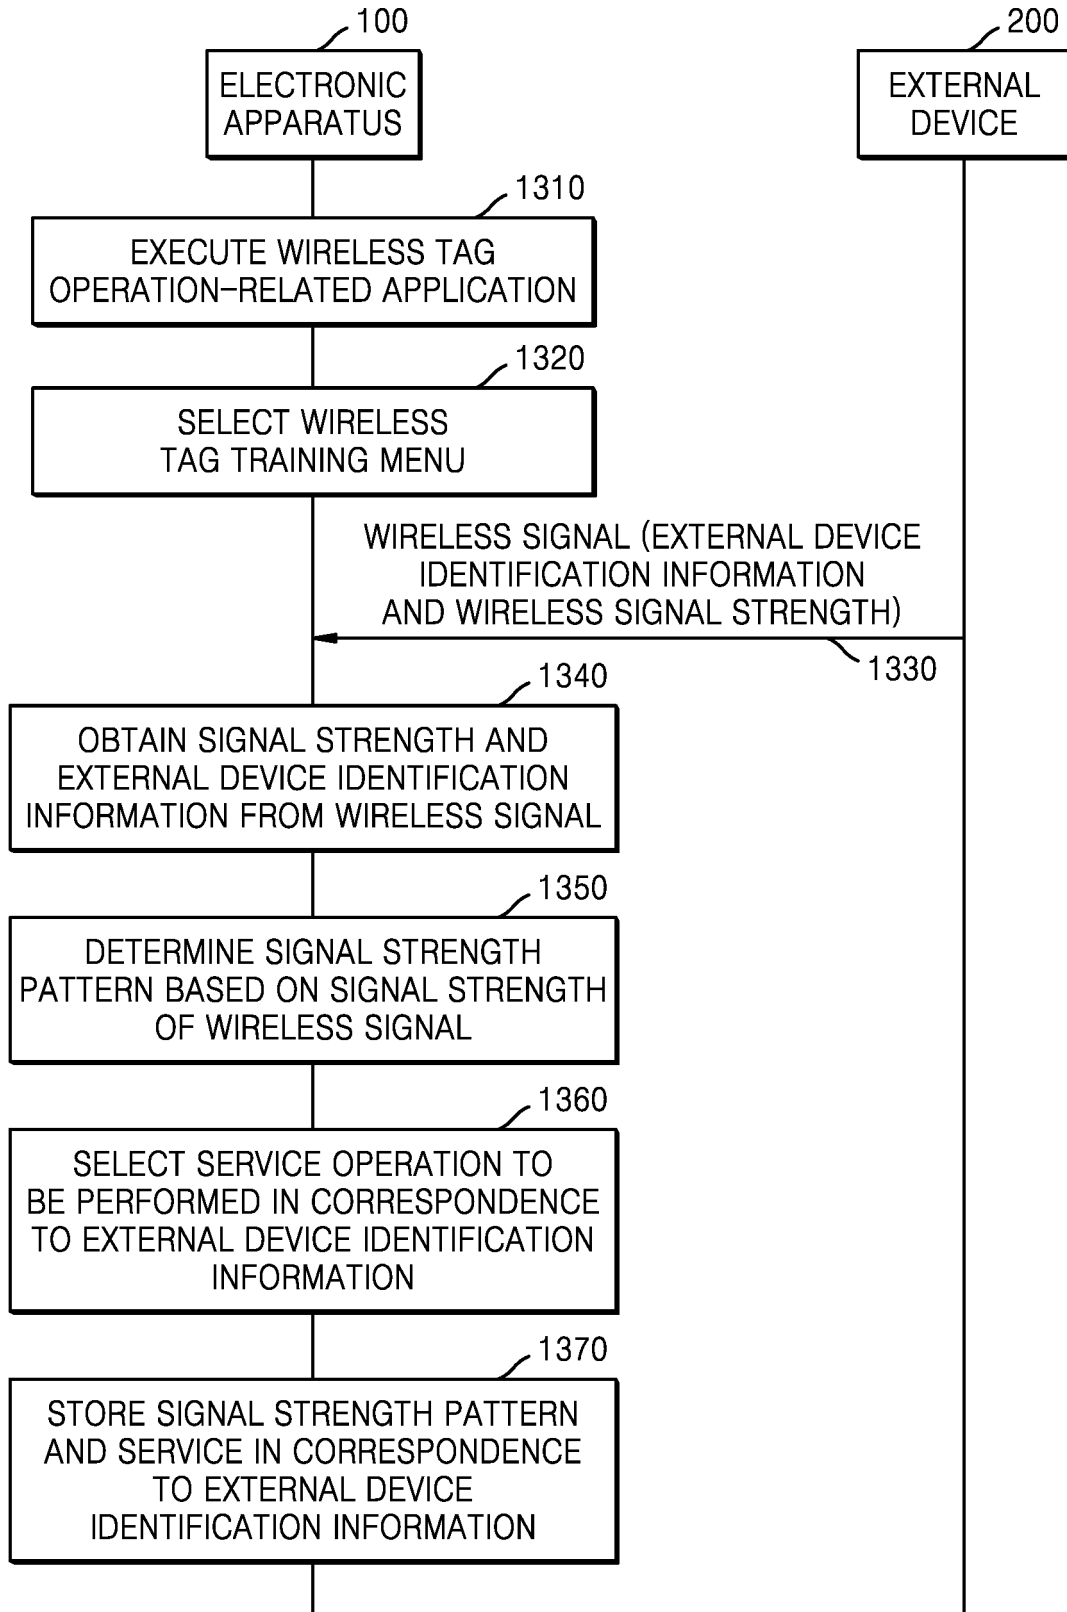 100
200
ELECTRONIC
APPARATUS
EXTERNAL
DEVICE
1310
EXECUTE WIRELESS TAG
OPERATION-RELATED APPLICATION
1320
SELECT WIRELESS
TAG TRAINING MENU
WIRELESS SIGNAL (EXTERNAL DEVICE
IDENTIFICATION INFORMATION
AND WIRELESS SIGNAL STRENGTH)
1330
1340
OBTAIN SIGNAL STRENGTH AND
EXTERNAL DEVICE IDENTIFICATION
INFORMATION FROM WIRELESS SIGNAL
1350
DETERMINE SIGNAL STRENGTH
PATTERN BASED ON SIGNAL STRENGTH
OF WIRELESS SIGNAL
1360
SELECT SERVICE OPERATION TO
BE PERFORMED IN CORRESPONDENCE
TO EXTERNAL DEVICE IDENTIFICATION
INFORMATION
1370
STORE SIGNAL STRENGTH PATTERN
AND SERVICE IN CORRESPONDENCE
TO EXTERNAL DEVICE
IDENTIFICATION INFORMATION